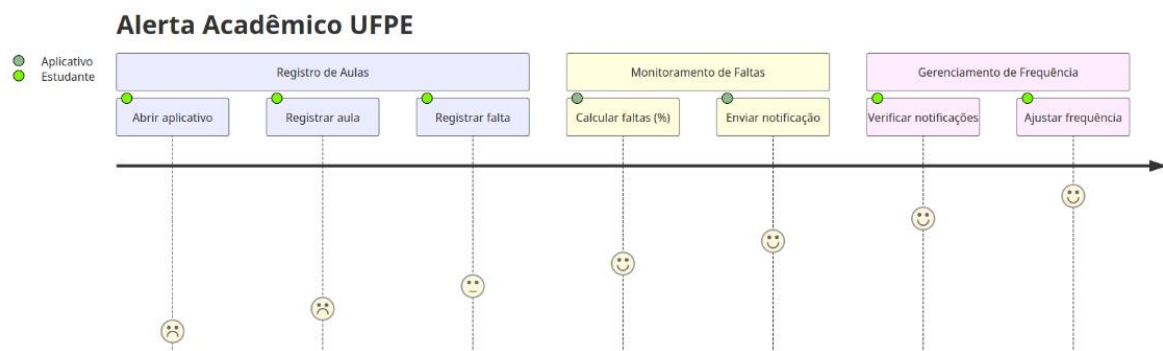 Alerta Acadêmico UFPE
Aplicativo
Estudante
Registro de Aulas
Monitoramento de Faltas
Gerenciamento de Frequência
Abrir aplicativo
Registrar aula
Registrar falta
Calcular faltas (%)
Enviar notificação
Verificar notificações
Ajustar frequência